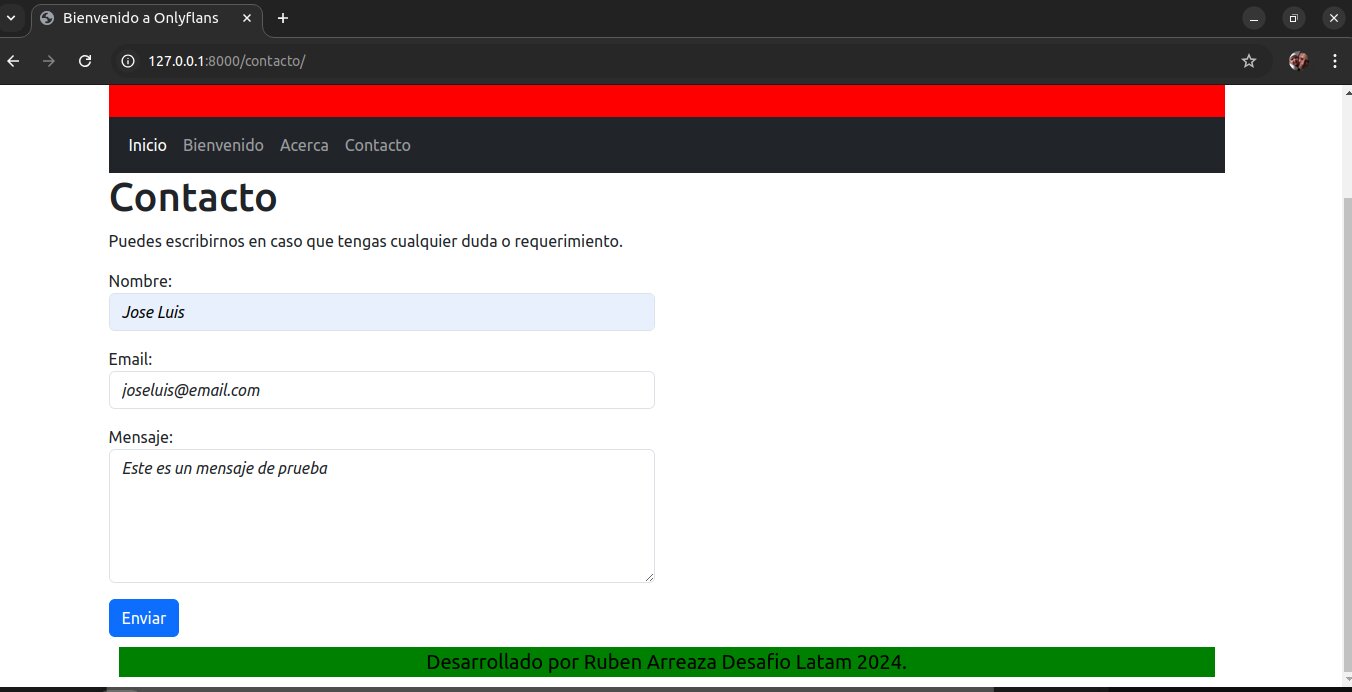 Bienvenido a Onlyflans
127.0.0.1:8000/contacto/
Inicio Bienvenido Acerca Contacto
Contacto
Puedes escribirnos en caso que tengas cualquier duda o requerimiento.
Nombre:
Jose Luis
Email:
joseluis@email.com
Mensaje:
Este es un mensaje de prueba
Enviar
Desarrollado por Ruben Arreaza Desafio Latam 2024.